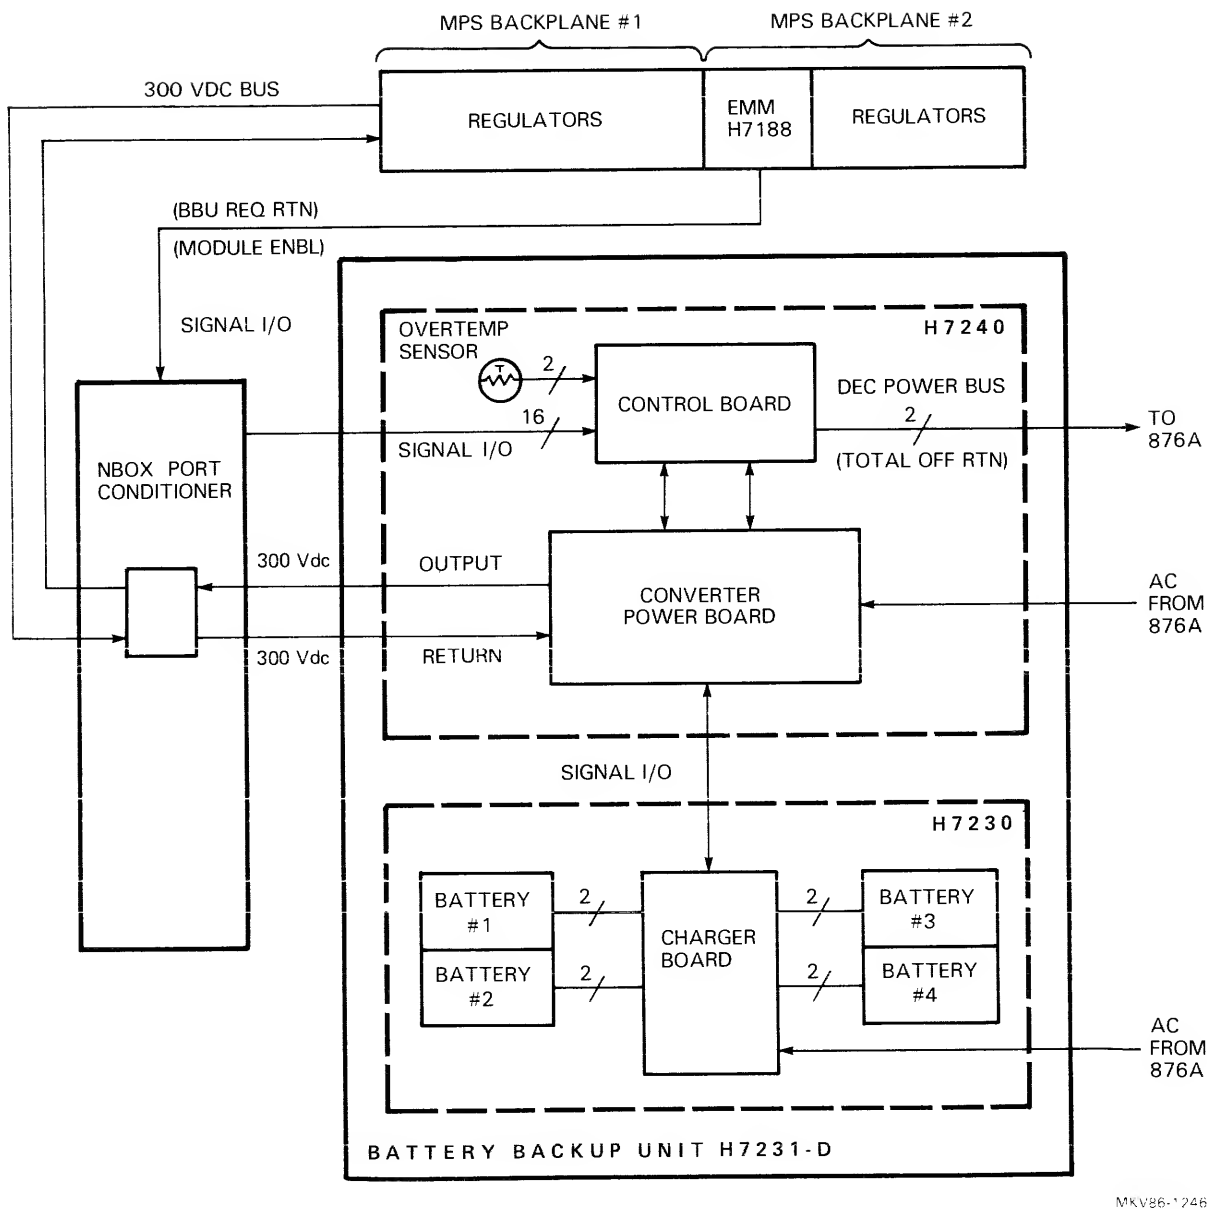 MPS BACKPLANE #1
MPS BACKPLANE #2
300 VDC BUS
REGULATORS
EMM
H7188
REGULATORS
(BBU REQ RTN)
(MODULE ENBL)
SIGNAL I/O
OVERTEMP
SENSOR
T
2
H7240
CONTROL BOARD
DEC POWER BUS
2
(TOTAL OFF RTN)
TO
876A
16
SIGNAL I/O
NBOX PORT
CONDITIONER
300 Vdc
OUTPUT
CONVERTER
POWER BOARD
AC
FROM
876A
300 Vdc
RETURN
SIGNAL I/O
H7230
BATTERY
#1
2
BATTERY
#2
2
CHARGER
BOARD
2
BATTERY
#3
2
BATTERY
#4
AC
FROM
876A
BATTERY BACKUP UNIT H7231-D
MKV86-1246